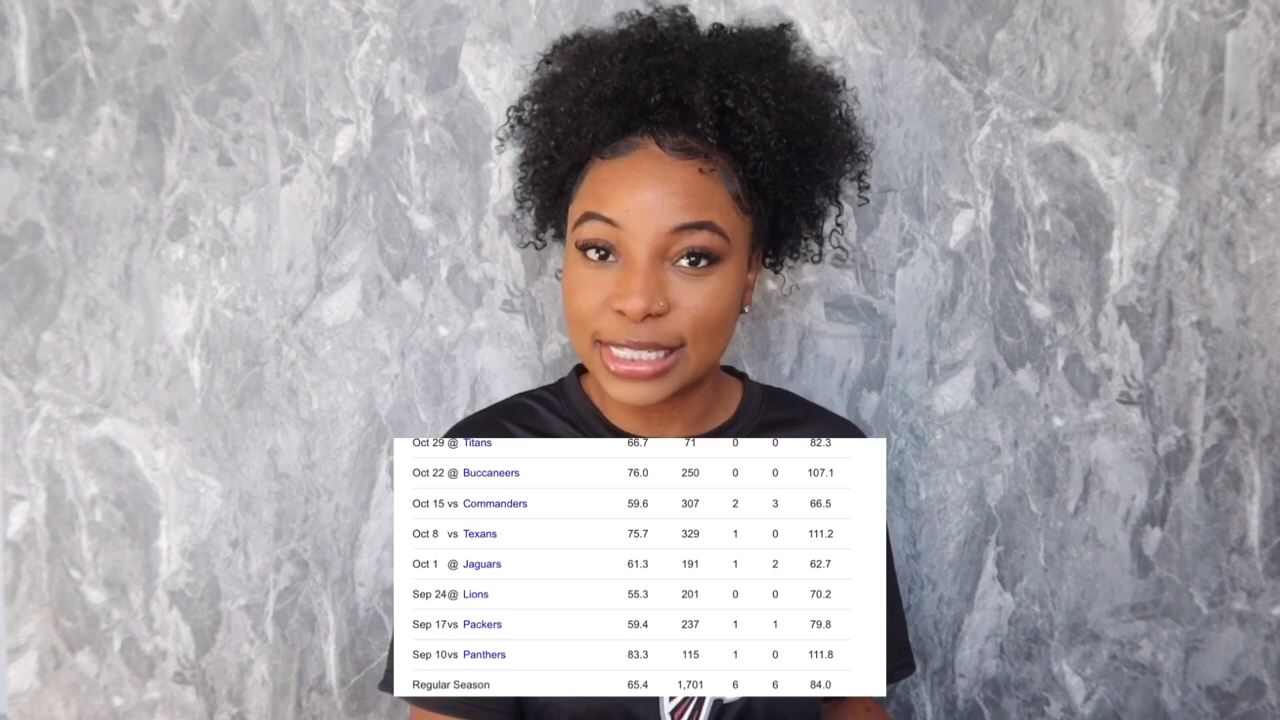 Oct 29 @ Titans 66.7 71 0 0 82.3
Oct 22 @ Buccaneers 76.0 250 0 0 107.1
Oct 15 vs Commanders 59.6 307 2 3 66.5
Oct 8 vs Texans 75.7 329 1 0 111.2
Oct 1 @ Jaguars 61.3 191 1 2 62.7
Sep 24 @ Lions 55.3 201 0 0 70.2
Sep 17 vs Packers 59.4 237 1 1 79.8
Sep 10 vs Panthers 83.3 115 1 0 111.8
Regular Season 65.4 1,701 6 6 84.0